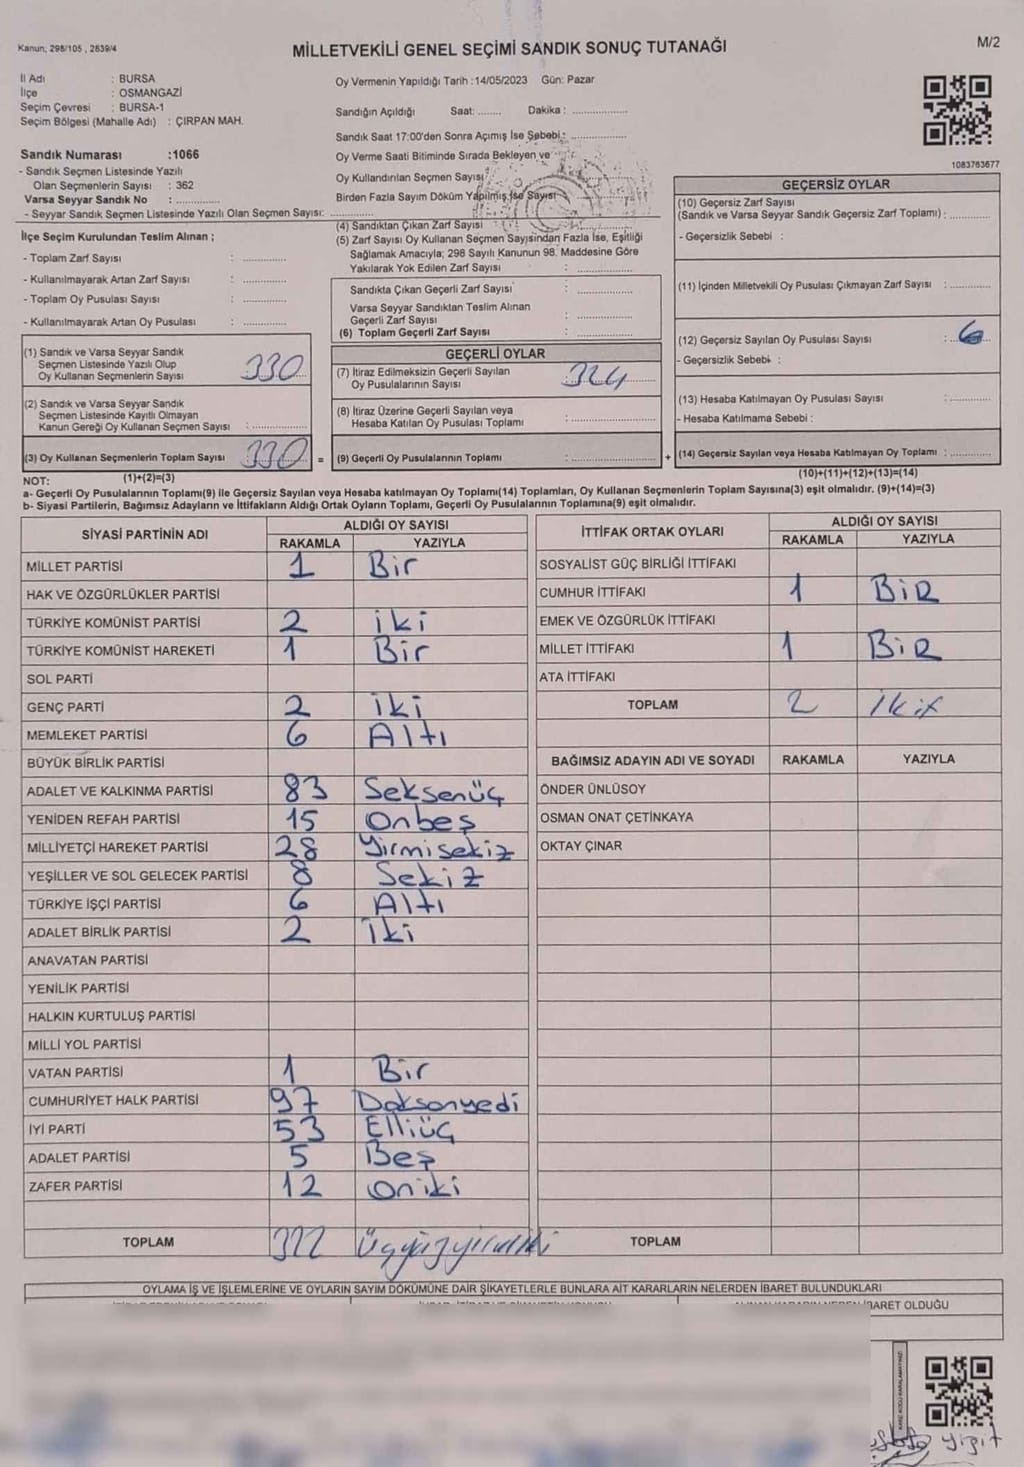 Kanun, 298/105 , 2839/4
MİLLETVEKİLİ GENEL SEÇİMİ SANDIK SONUÇ TUTANAĞI
M/2
İl Adı : BURSA
İlçe : OSMANGAZİ
Seçim Çevresi : BURSA-1
Seçim Bölgesi (Mahalle Adı) : ÇIRPAN MAH.
Sandık Numarası :1066
- Sandık Seçmen Listesinde Yazılı
Olan Seçmenlerin Sayısı : 362
Varsa Seyyar Sandık No : ............
- Seyyar Sandık Seçmen Listesinde Yazılı Olan Seçmen Sayısı: ............
Oy Vermenin Yapıldığı Tarih :14/05/2023 Gün: Pazar
Sandığın Açıldığı Saat: ....... Dakika : ...............
Sandık Saat 17:00'den Sonra Açımış İse Sebebi: ...............
Oy Verme Saati Bitiminde Sırada Bekleyen ve
Oy Kullandırılan Seçmen Sayısı
Birden Fazla Sayım Döküm Yapılmış İse Sayısı
1083763677
İlçe Seçim Kurulundan Teslim Alınan ;
- Toplam Zarf Sayısı : ............
- Kullanılmayarak Artan Zarf Sayısı : ............
- Toplam Oy Pusulası Sayısı : ............
- Kullanılmayarak Artan Oy Pusulası : ............
(4) Sandıktan Çıkan Zarf Sayısı
(5) Zarf Sayısı Oy Kullanan Seçmen Sayısından Fazla İse, Eşitliği
Sağlamak Amacıyla; 298 Sayılı Kanunun 98. Maddesine Göre
Yakılarak Yok Edilen Zarf Sayısı : ...............
Sandıkta Çıkan Geçerli Zarf Sayısı : ...............
Varsa Seyyar Sandıktan Teslim Alınan
Geçerli Zarf Sayısı : ...............
(6) Toplam Geçerli Zarf Sayısı : ...............
GEÇERSİZ OYLAR
(10) Geçersiz Zarf Sayısı
(Sandık ve Varsa Seyyar Sandık Geçersiz Zarf Toplamı) : ............
- Geçersizlik Sebebi :
(11) İçinden Milletvekili Oy Pusulası Çıkmayan Zarf Sayısı : ............
(12) Geçersiz Sayılan Oy Pusulası Sayısı : 6
- Geçersizlik Sebebi :
(13) Hesaba Katılmayan Oy Pusulası Sayısı : ............
- Hesaba Katılmama Sebebi :
(14) Geçersiz Sayılan veya Hesaba Katılmayan Oy Toplamı : ............
(10)+(11)+(12)+(13)=(14)
(1) Sandık ve Varsa Seyyar Sandık
Seçmen Listesinde Yazılı Olup
Oy Kullanan Seçmenlerin Sayısı 330
(2) Sandık ve Varsa Seyyar Sandık
Seçmen Listesinde Kayıtlı Olmayan
Kanun Gereği Oy Kullanan Seçmen Sayısı : ............
(3) Oy Kullanan Seçmenlerin Toplam Sayısı 330 =
(1)+(2)=(3)
GEÇERLİ OYLAR
(7) İtiraz Edilmeksizin Geçerli Sayılan
Oy Pusulalarının Sayısı 324
(8) İtiraz Üzerine Geçerli Sayılan veya
Hesaba Katılan Oy Pusulası Toplamı : ...............
(9) Geçerli Oy Pusulalarının Toplamı : ............... +
NOT:
a- Geçerli Oy Pusulalarının Toplamı(9) ile Geçersiz Sayılan veya Hesaba katılmayan Oy Toplamı(14) Toplamları, Oy Kullanan Seçmenlerin Toplam Sayısına(3) eşit olmalıdır. (9)+(14)=(3)
b- Siyasi Partilerin, Bağımsız Adayların ve İttifakların Aldığı Ortak Oyların Toplamı, Geçerli Oy Pusulalarının Toplamına(9) eşit olmalıdır.
SİYASİ PARTİNİN ADI ALDIĞI OY SAYISI
RAKAMLA YAZIYLA
MİLLET PARTİSİ 1 Bir
HAK VE ÖZGÜRLÜKLER PARTİSİ
TÜRKİYE KOMÜNİST PARTİSİ 2 iki
TÜRKİYE KOMÜNİST HAREKETİ 1 Bir
SOL PARTİ
GENÇ PARTİ 2 iki
MEMLEKET PARTİSİ 6 Altı
BÜYÜK BİRLİK PARTİSİ
ADALET VE KALKINMA PARTİSİ 83 Seksenüç
YENİDEN REFAH PARTİSİ 15 Onbeş
MİLLİYETÇİ HAREKET PARTİSİ 28 Yirmisekiz
YEŞİLLER VE SOL GELECEK PARTİSİ 8 Sekiz
TÜRKİYE İŞÇİ PARTİSİ 6 Altı
ADALET BİRLİK PARTİSİ 2 İki
ANAVATAN PARTİSİ
YENİLİK PARTİSİ
HALKIN KURTULUŞ PARTİSİ
MİLLİ YOL PARTİSİ
VATAN PARTİSİ 1 Bir
CUMHURİYET HALK PARTİSİ 97 Doksanyedi
İYİ PARTİ 53 Elliüç
ADALET PARTİSİ 5 Beş
ZAFER PARTİSİ 12 Oniki
TOPLAM 322 Üçyüzyirmiiki
İTTİFAK ORTAK OYLARI ALDIĞI OY SAYISI
RAKAMLA YAZIYLA
SOSYALİST GÜÇ BİRLİĞİ İTTİFAKI
CUMHUR İTTİFAKI 1 BİR
EMEK VE ÖZGÜRLÜK İTTİFAKI
MİLLET İTTİFAKI 1 BİR
ATA İTTİFAKI
TOPLAM 2 İki
BAĞIMSIZ ADAYIN ADI VE SOYADI RAKAMLA YAZIYLA
ÖNDER ÜNLÜSOY
OSMAN ONAT ÇETİNKAYA
OKTAY ÇINAR
TOPLAM
OYLAMA İŞ VE İŞLEMLERİNE VE OYLARIN SAYIM DÖKÜMÜNE DAİR ŞİKAYETLERLE BUNLARA AİT KARARLARIN NELERDEN İBARET BULUNDUKLARI
İBARET OLDUĞU
KARE KODU KARALAMAYINIZ!
yiğit